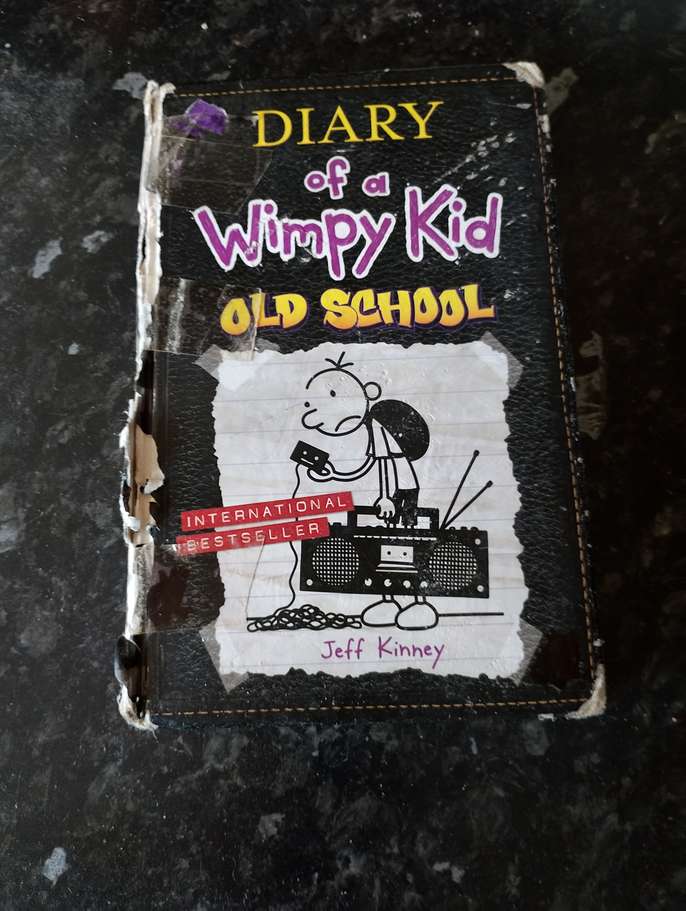 DIARY
of a
Wimpy Kid
OLD SCHOOL
INTERNATIONAL
BESTSELLER
Jeff Kinney